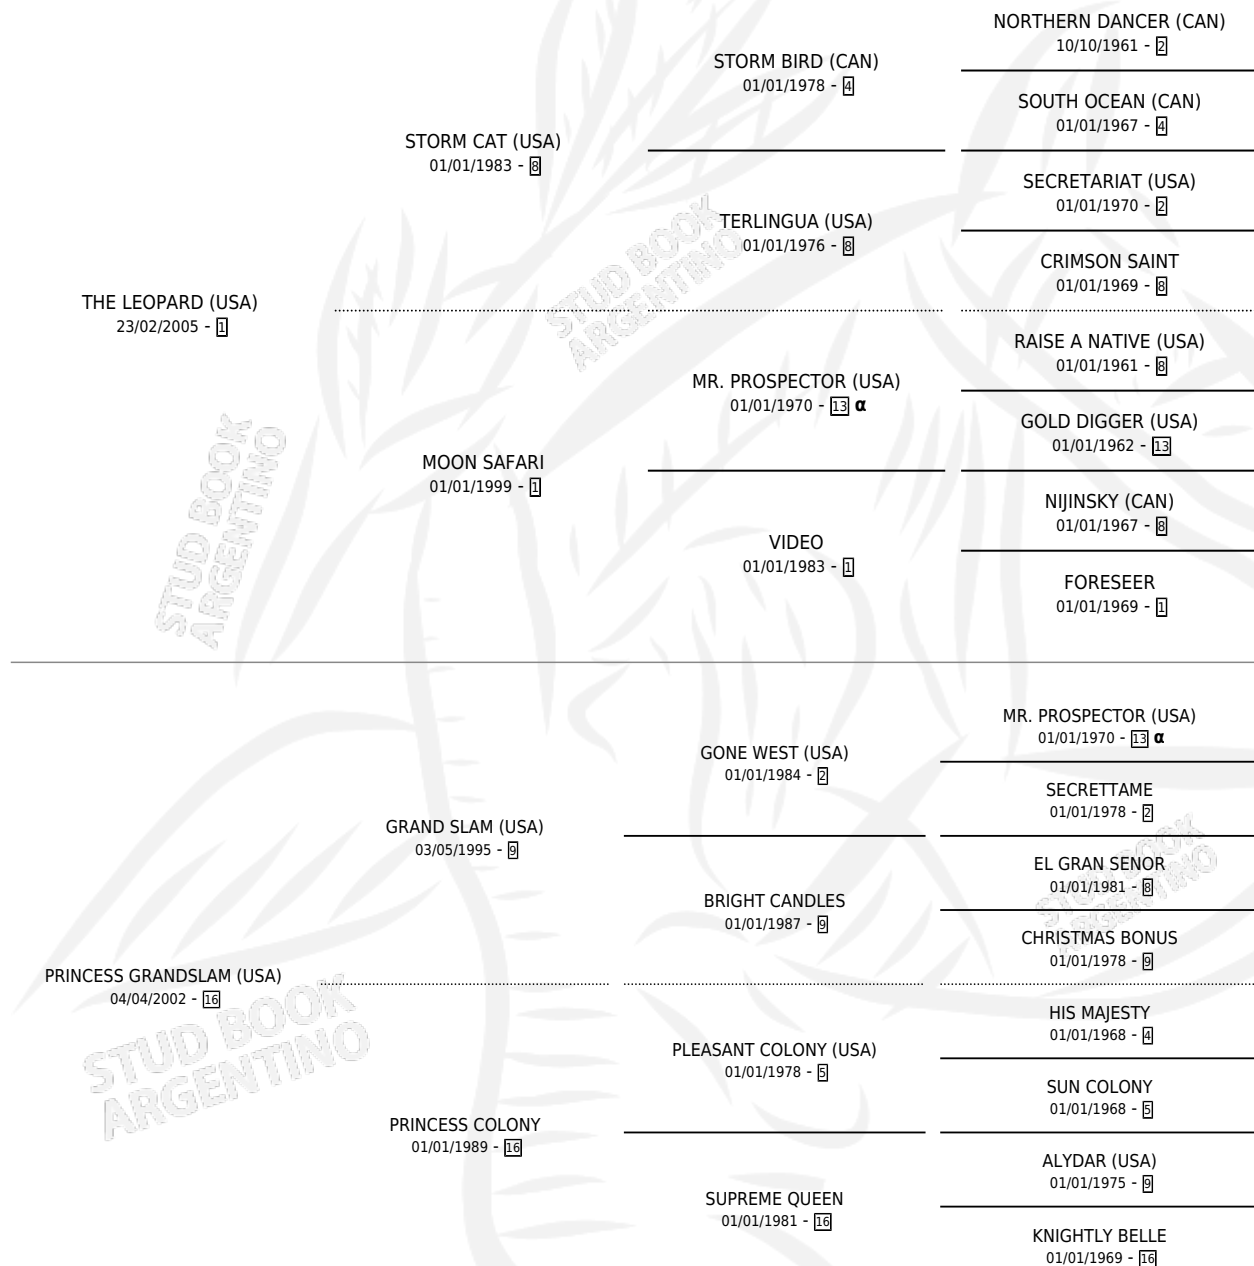 NORTHERN DANCER (CAN)
10/10/1961 - 2
STORM BIRD (CAN)
01/01/1978 - 4
SOUTH OCEAN (CAN)
01/01/1967 - 4
STORM CAT (USA)
01/01/1983 - 8
SECRETARIAT (USA)
01/01/1970 - 2
TERLINGUA (USA)
01/01/1976 - 8
CRIMSON SAINT
01/01/1969 - 8
THE LEOPARD (USA)
23/02/2005 - 1
STUD BOOK
ARGENTINO
RAISE A NATIVE (USA)
01/01/1961 - 8
MR. PROSPECTOR (USA)
01/01/1970 - 13 α
GOLD DIGGER (USA)
01/01/1962 - 13
MOON SAFARI
01/01/1999 - 1
NIJINSKY (CAN)
01/01/1967 - 8
VIDEO
01/01/1983 - 1
FORESEER
01/01/1969 - 1
STUD BOOK
ARGENTINO
MR. PROSPECTOR (USA)
01/01/1970 - 13 α
GONE WEST (USA)
01/01/1984 - 2
SECRETTAME
01/01/1978 - 2
GRAND SLAM (USA)
03/05/1995 - 9
EL GRAN SENOR
01/01/1981 - 8
BRIGHT CANDLES
01/01/1987 - 9
STUD BOOK
ARGENTINO
CHRISTMAS BONUS
01/01/1978 - 9
PRINCESS GRANDSLAM (USA)
04/04/2002 - 16
STUD BOOK
ARGENTINO
HIS MAJESTY
01/01/1968 - 4
PLEASANT COLONY (USA)
01/01/1978 - 5
SUN COLONY
01/01/1968 - 5
PRINCESS COLONY
01/01/1989 - 16
ALYDAR (USA)
01/01/1975 - 9
SUPREME QUEEN
01/01/1981 - 16
KNIGHTLY BELLE
01/01/1969 - 16